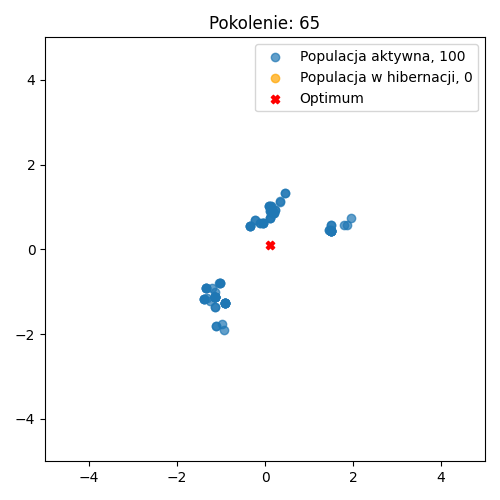 Pokolenie: 65
Populacja aktywna, 100
Populacja w hibernacji, 0
Optimum
4
2
0
−2
−4
−4 −2 0 2 4